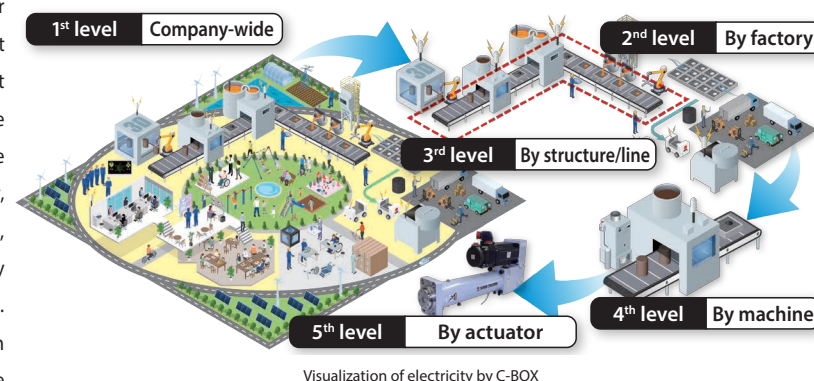 1st level Company-wide
2nd level By factory
3rd level By structure/line
4th level By machine
5th level By actuator
Visualization of electricity by C-BOX